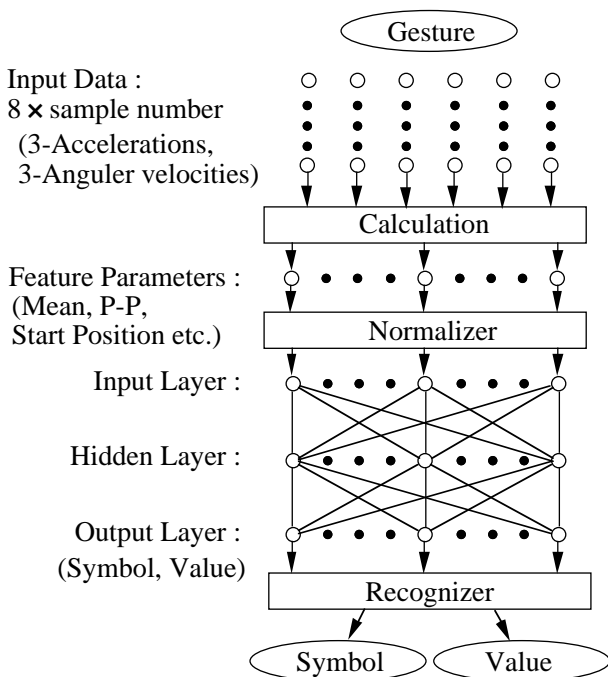 Gesture
Input Data :
8 × sample number
(3-Accelerations,
3-Anguler velocities)
Calculation
Feature Parameters :
(Mean, P-P,
Start Position etc.)
Normalizer
Input Layer :
Hidden Layer :
Output Layer :
(Symbol, Value)
Recognizer
Symbol
Value